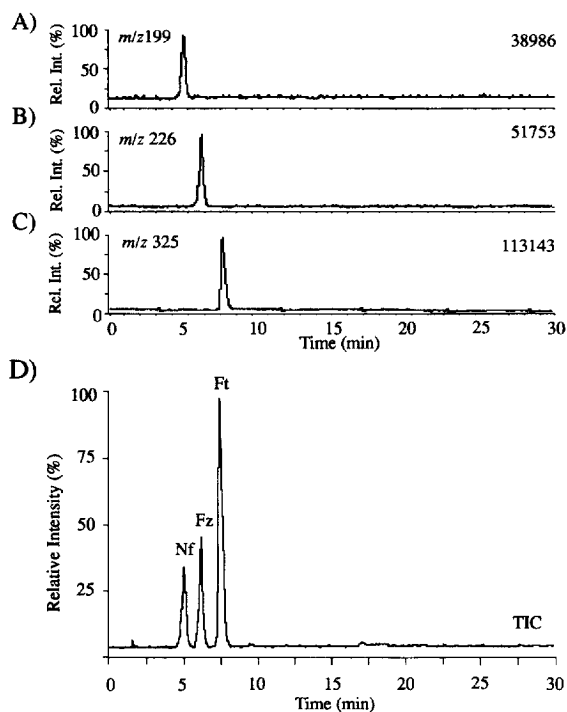 A)
m/z199
38986
Rel. Int. (%)
100
50
0
B)
m/z 226
51753
Rel. Int. (%)
100
50
0
C)
m/z 325
113143
Rel. Int. (%)
100
50
0
0 5 10 15 20 25 30
Time (min)
D)
Ft
Fz
Nf
TIC
Relative Intensity (%)
100
75
50
25
0 5 10 15 20 25 30
Time (min)